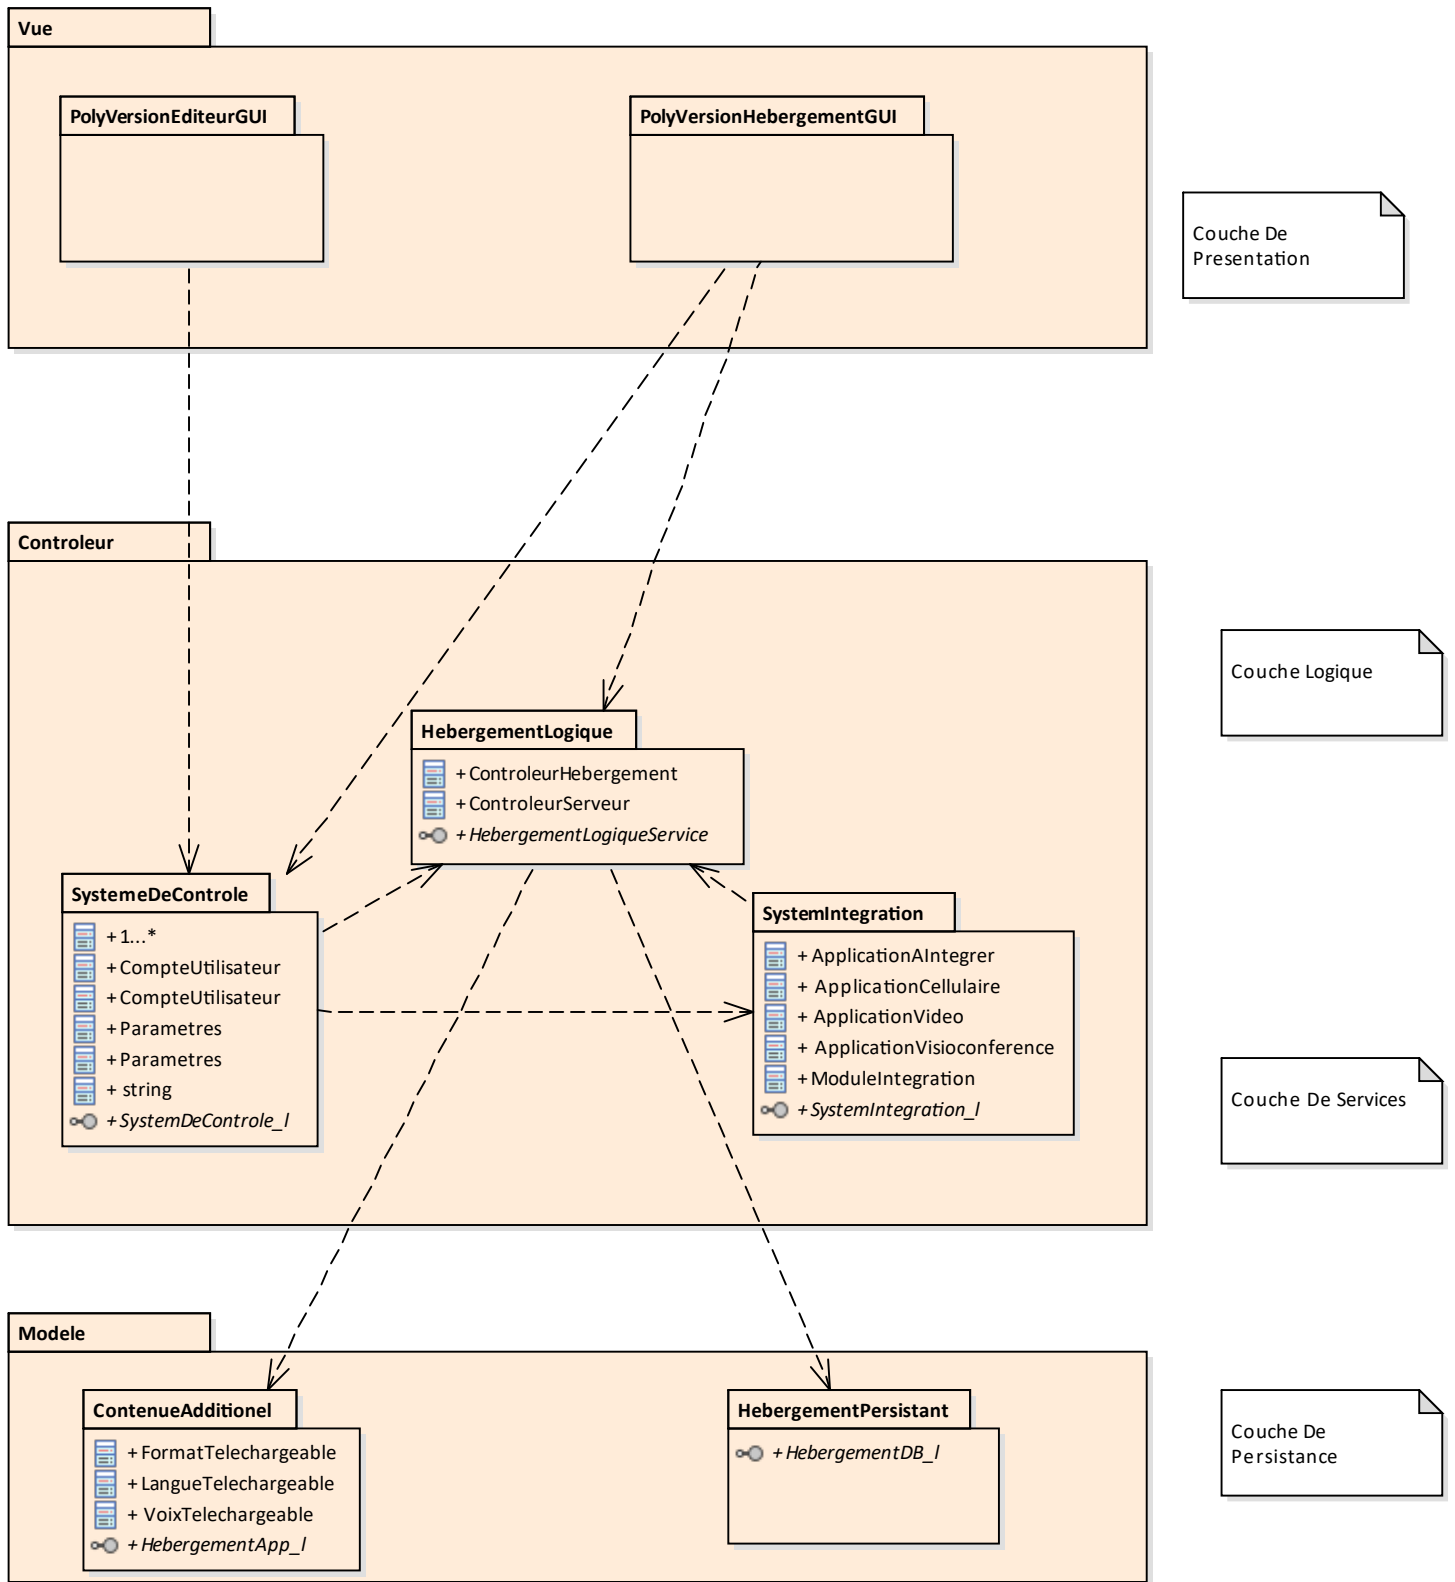 Vue
PolyVersionEditeurGUI
PolyVersionHebergementGUI
Couche De
Presentation
Controleur
Couche Logique
HebergementLogique
+ ControleurHebergement
+ ControleurServeur
+ HebergementLogiqueService
SystemeDeControle
+ 1...*
+ CompteUtilisateur
+ CompteUtilisateur
+ Parametres
+ Parametres
+ string
+ SystemDeControle_I
SystemIntegration
+ ApplicationAIntegrer
+ ApplicationCellulaire
+ ApplicationVideo
+ ApplicationVisioconference
+ ModuleIntegration
+ SystemIntegration_I
Couche De Services
Modele
ContenueAdditionel
+ FormatTelechargeable
+ LangueTelechargeable
+ VoixTelechargeable
+ HebergementApp_I
HebergementPersistant
+ HebergementDB_I
Couche De
Persistance